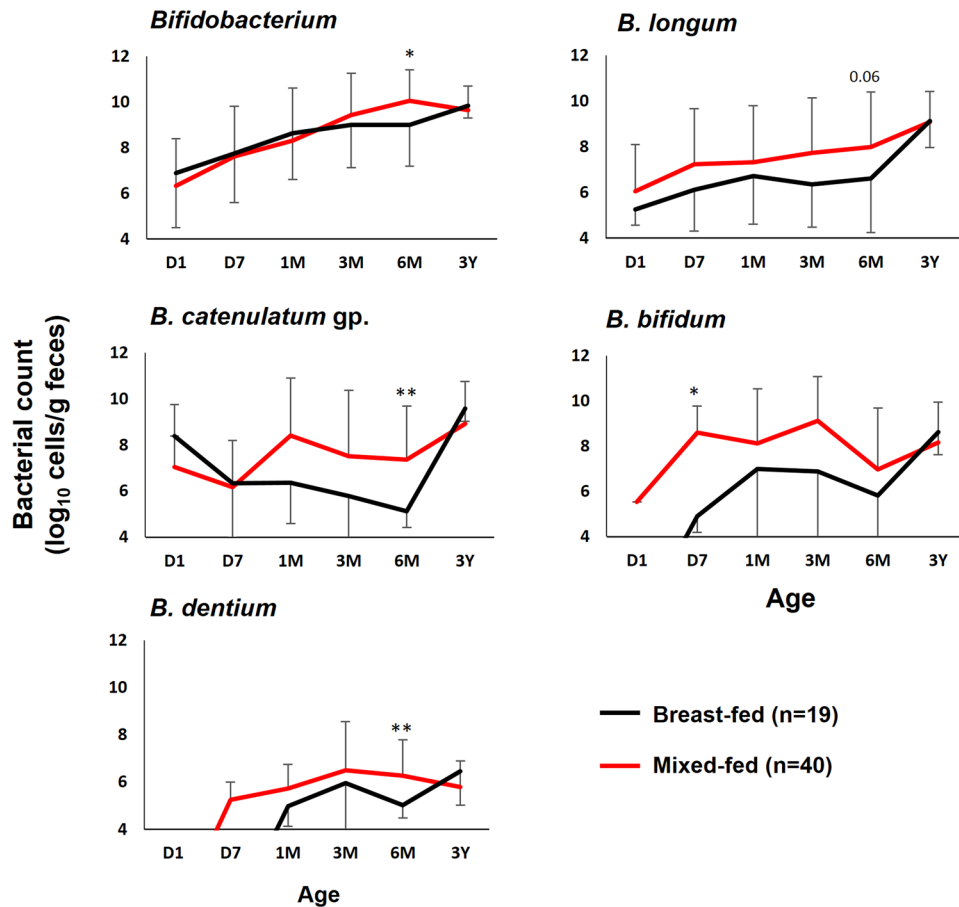 Bifidobacterium
12
10
8
6
4
*
D1 D7 1M 3M 6M 3Y
B. longum
12
10
8
6
4
0.06
D1 D7 1M 3M 6M 3Y
Bacterial count
(log10 cells/g feces)
B. catenulatum gp.
12
10
8
6
4
**
D1 D7 1M 3M 6M 3Y
B. bifidum
12
10
8
6
4
*
D1 D7 1M 3M 6M 3Y
Age
B. dentium
12
10
8
6
4
**
D1 D7 1M 3M 6M 3Y
Age
Breast-fed (n=19)
Mixed-fed (n=40)